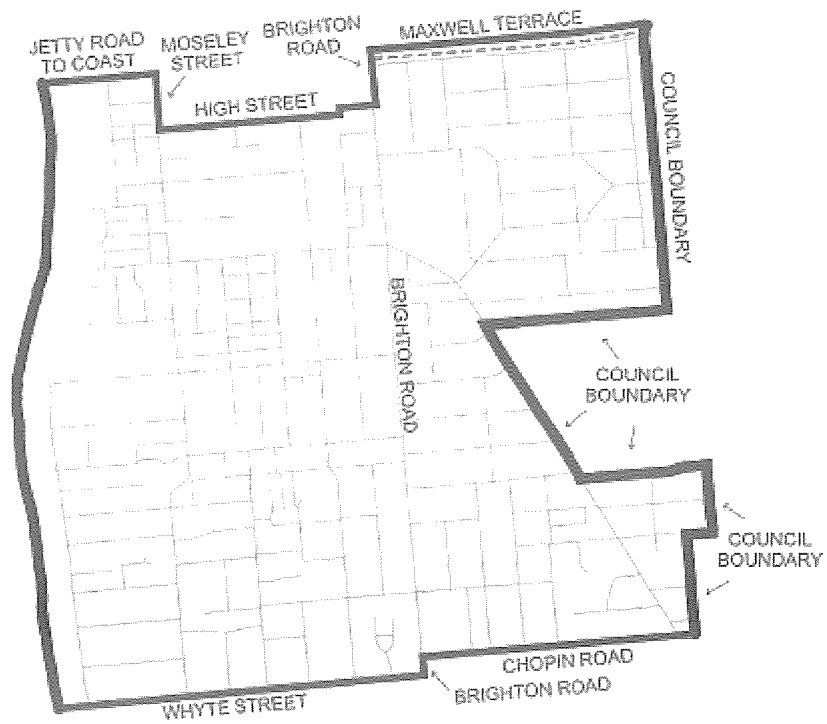 JETTY ROAD
TO COAST
MOSELEY
STREET
BRIGHTON
ROAD
MAXWELL TERRACE
HIGH STREET
COUNCIL BOUNDARY
BRIGHTON ROAD
COUNCIL
BOUNDARY
COUNCIL
BOUNDARY
CHOPIN ROAD
BRIGHTON ROAD
WHYTE STREET